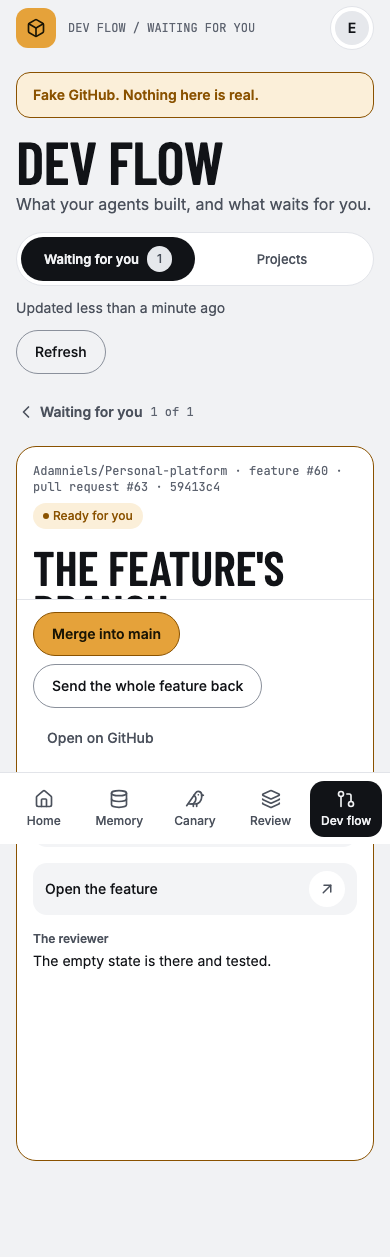 DEV FLOW / WAITING FOR YOU
E
Fake GitHub. Nothing here is real.
DEV FLOW
What your agents built, and what waits for you.
Waiting for you 1
Projects
Updated less than a minute ago
Refresh
Waiting for you 1 of 1
Adamniels/Personal-platform · feature #60 ·
pull request #63 · 59413c4
Ready for you
THE FEATURE'S
Merge into main
Send the whole feature back
Open on GitHub
Home
Memory
Canary
Review
Dev flow
Open the feature
The reviewer
The empty state is there and tested.